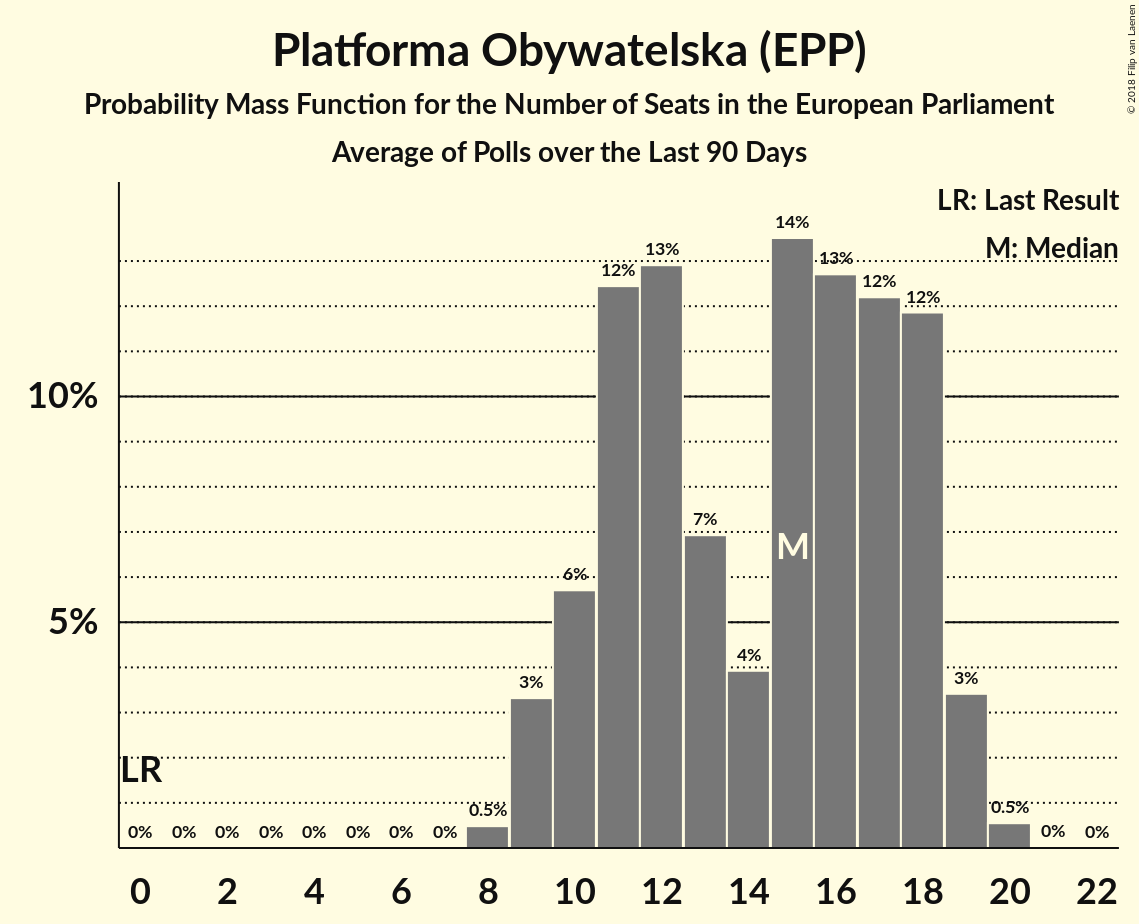 Platforma Obywatelska (EPP)
Probability Mass Function for the Number of Seats in the European Parliament
Average of Polls over the Last 90 Days
© 2018 Filip van Laenen
LR: Last Result
M: Median
14%
13%
13%
12%
12%
12%
10%
7%
M
6%
5%
4%
3%
3%
LR
0.5%
0.5%
0% 0% 0% 0% 0% 0% 0% 0% 0% 0%
0 2 4 6 8 10 12 14 16 18 20 22